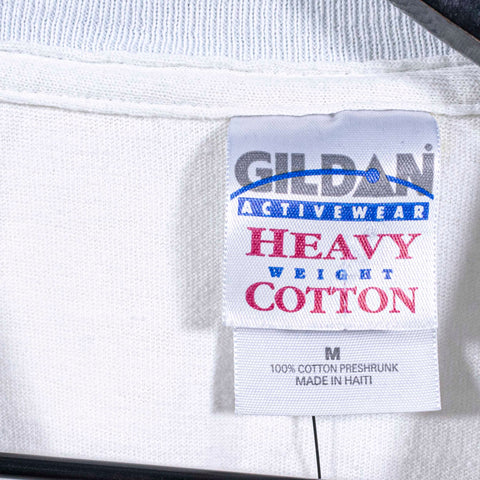 GILDAN®
ACTIVEWEAR
HEAVY
WEIGHT
COTTON
M
100% COTTON PRESHRUNK
MADE IN HAITI